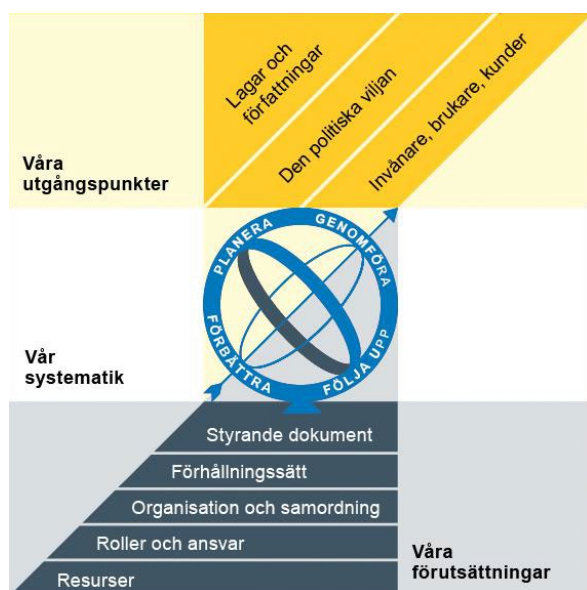 Lagar och
författningar
Den politiska viljan
Invånare, brukare, kunder
Våra
utgångspunkter
PLANERA
GENOMFÖRA
FÖRBÄTTRA
FÖLJA UPP
Vår
systematik
Styrande dokument
Förhållningssätt
Organisation och samordning
Roller och ansvar
Resurser
Våra
förutsättningar